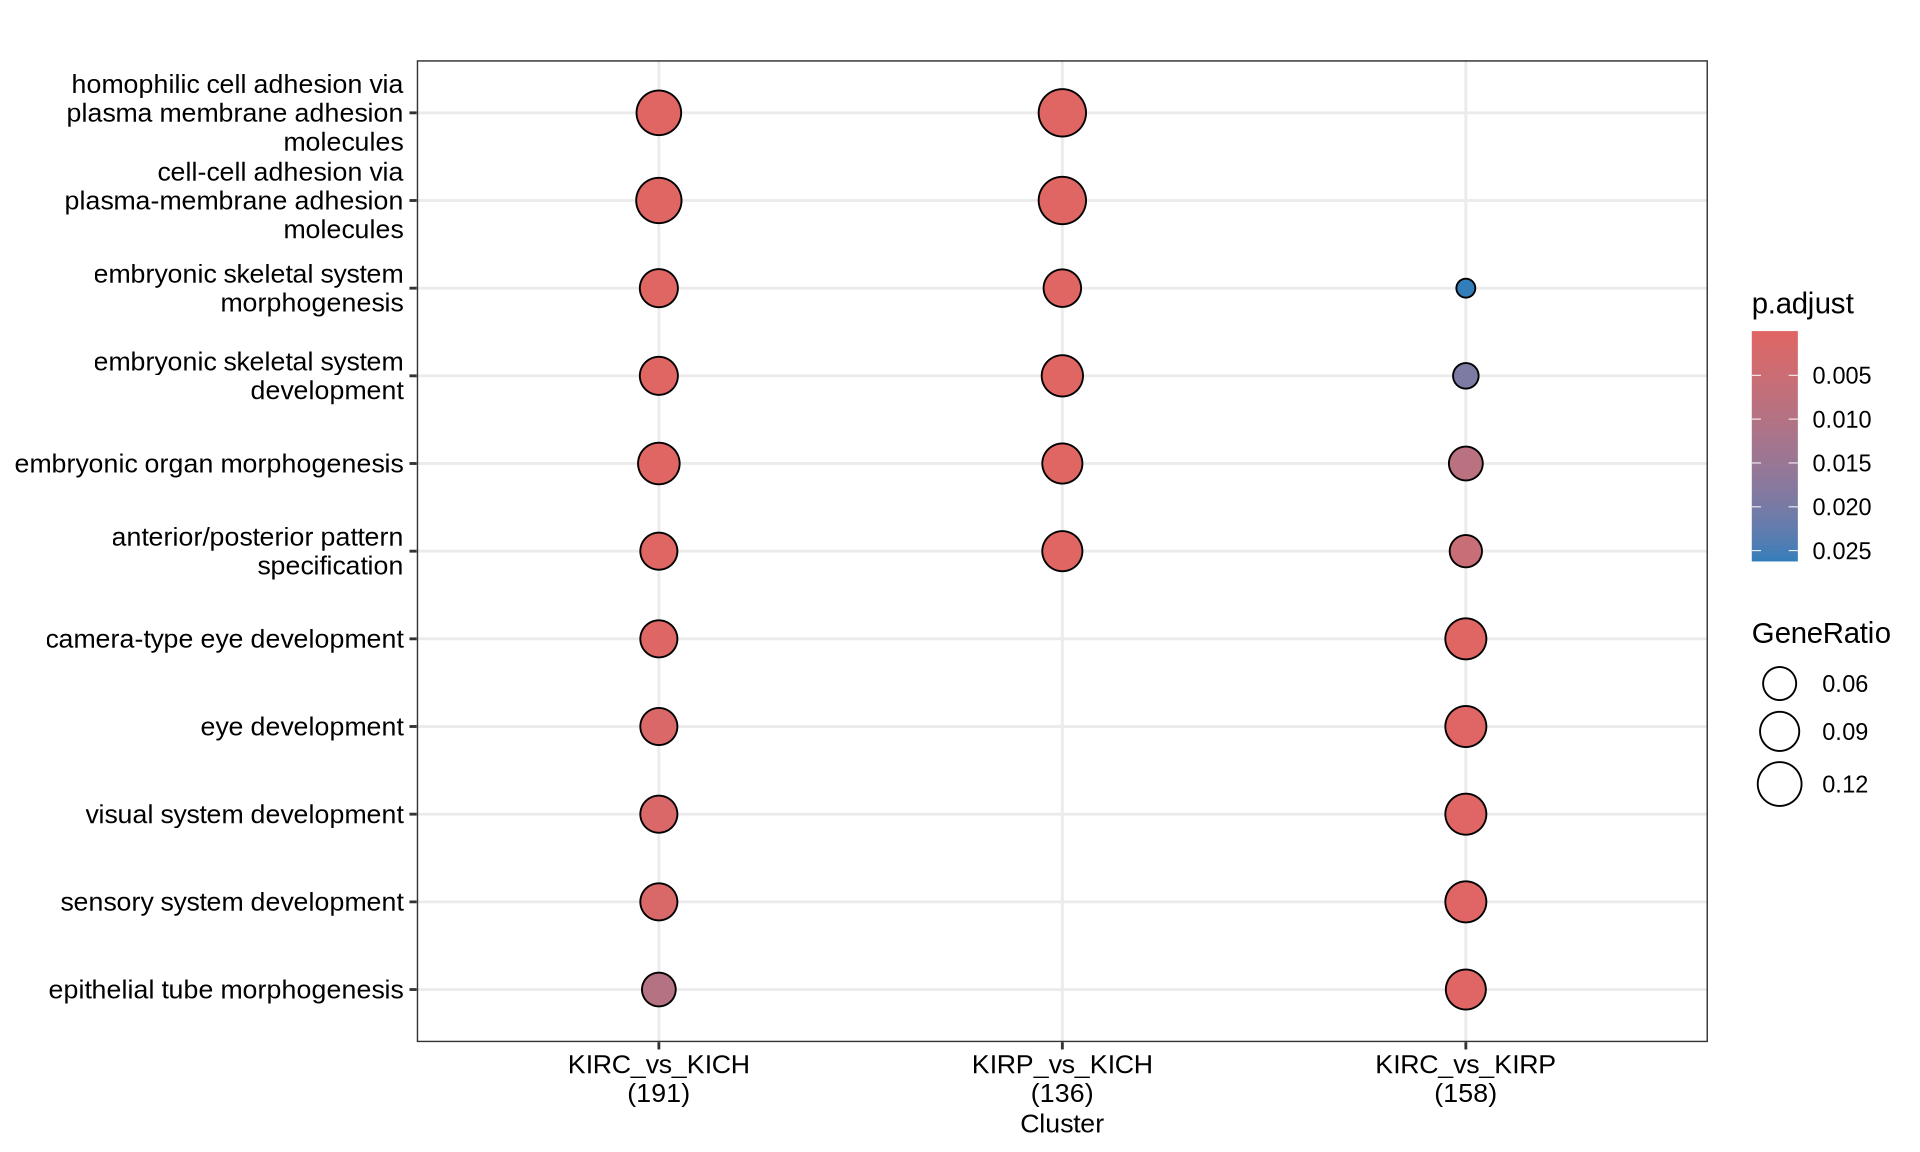 homophilic cell adhesion via
plasma membrane adhesion
molecules
cell-cell adhesion via
plasma-membrane adhesion
molecules
embryonic skeletal system
morphogenesis
embryonic skeletal system
development
embryonic organ morphogenesis
anterior/posterior pattern
specification
camera-type eye development
eye development
visual system development
sensory system development
epithelial tube morphogenesis
KIRC_vs_KICH
(191)
KIRP_vs_KICH
(136)
KIRC_vs_KIRP
(158)
Cluster
p.adjust
0.005
0.010
0.015
0.020
0.025
GeneRatio
0.06
0.09
0.12